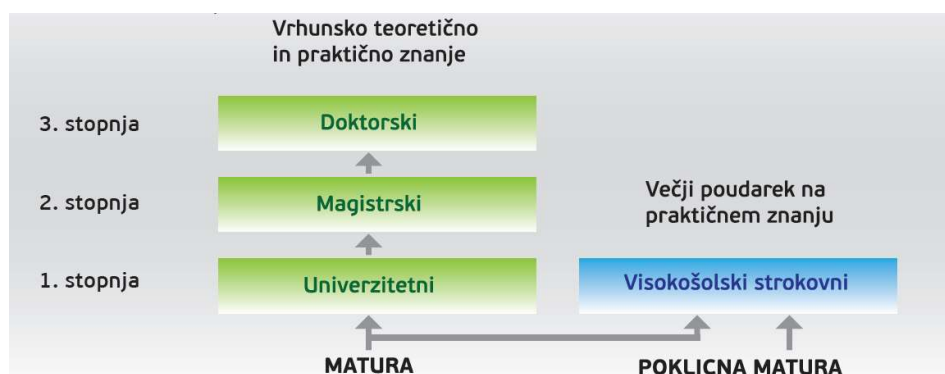 Vrhunsko teoretično
in praktično znanje
3. stopnja
Doktorski
2. stopnja
Magistrski
Večji poudarek na
praktičnem znanju
1. stopnja
Univerzitetni
Visokošolski strokovni
MATURA
POKLICNA MATURA